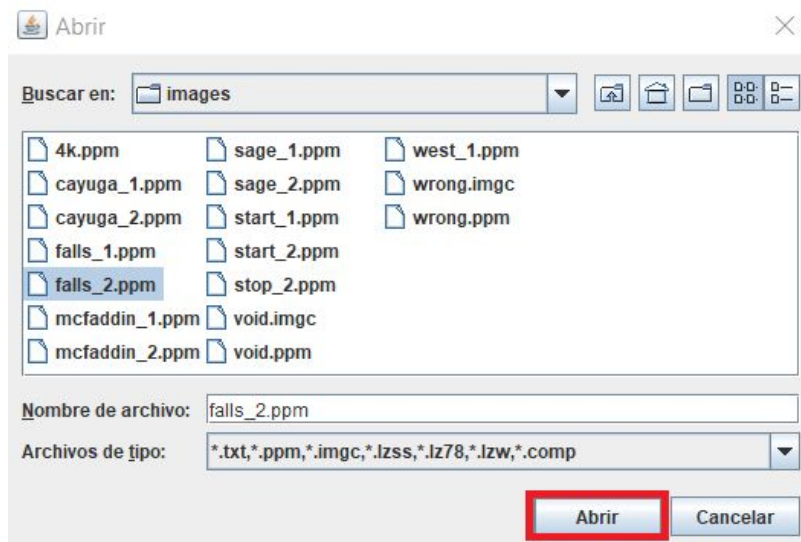 Abrir
Buscar en: images
4k.ppm sage_1.ppm west_1.ppm
cayuga_1.ppm sage_2.ppm wrong.imgc
cayuga_2.ppm start_1.ppm wrong.ppm
falls_1.ppm start_2.ppm
falls_2.ppm stop_2.ppm
mcfaddin_1.ppm void.imgc
mcfaddin_2.ppm void.ppm
Nombre de archivo: falls_2.ppm
Archivos de tipo: *.txt,*.ppm,*.imgc,*.lzss,*.lz78,*.lzw,*.comp
Abrir Cancelar